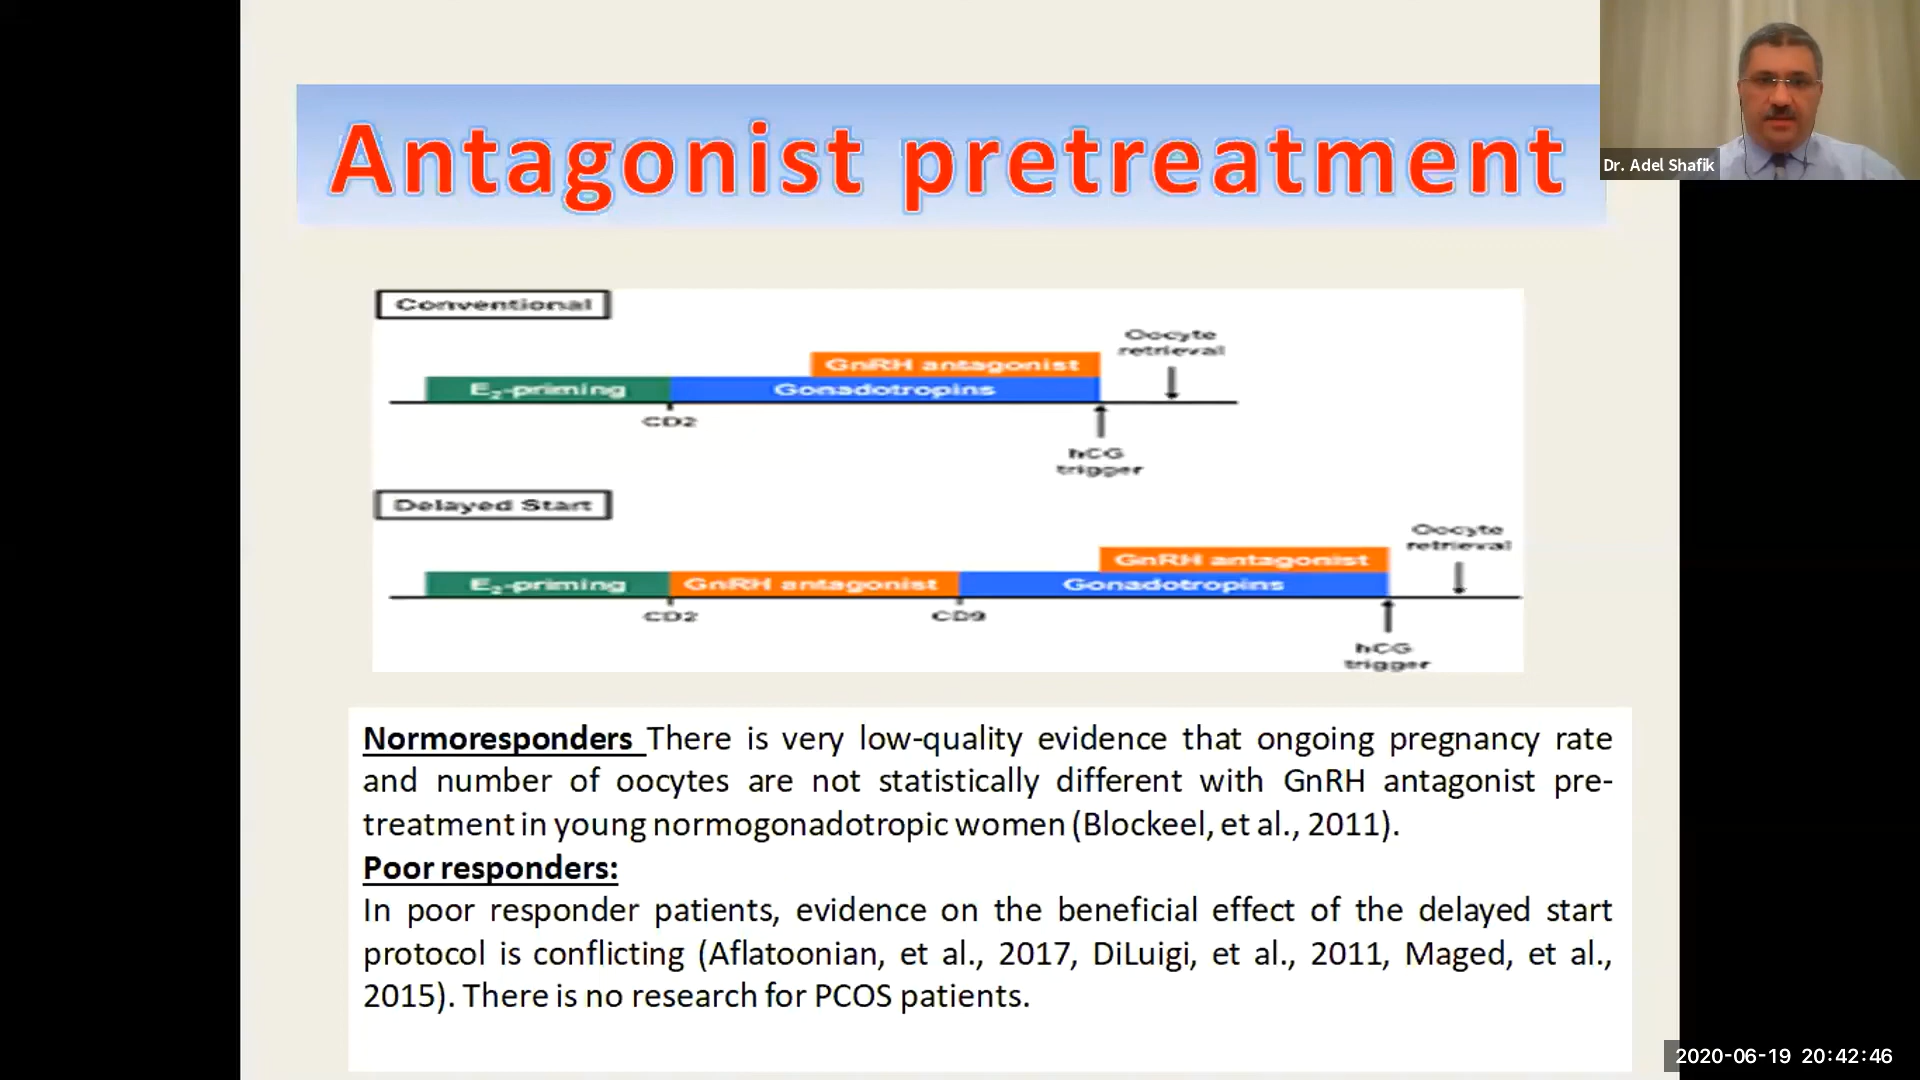 Antagonist pretreatment
Dr. Adel Shafik
Conventional
Oocyte
retrieval
GnRH antagonist
E₂-priming
Gonadotropins
CD2
hCG
trigger
Delayed Start
Oocyte
retrieval
GnRH antagonist
E₂-priming
GnRH antagonist
Gonadotropins
CD2
CD9
hCG
trigger
Normoresponders There is very low-quality evidence that ongoing pregnancy rate
and number of oocytes are not statistically different with GnRH antagonist pre-
treatment in young normogonadotropic women (Blockeel, et al., 2011).
Poor responders:
In poor responder patients, evidence on the beneficial effect of the delayed start
protocol is conflicting (Aflatoonian, et al., 2017, DiLuigi, et al., 2011, Maged, et al.,
2015). There is no research for PCOS patients.
2020-06-19 20:42:46